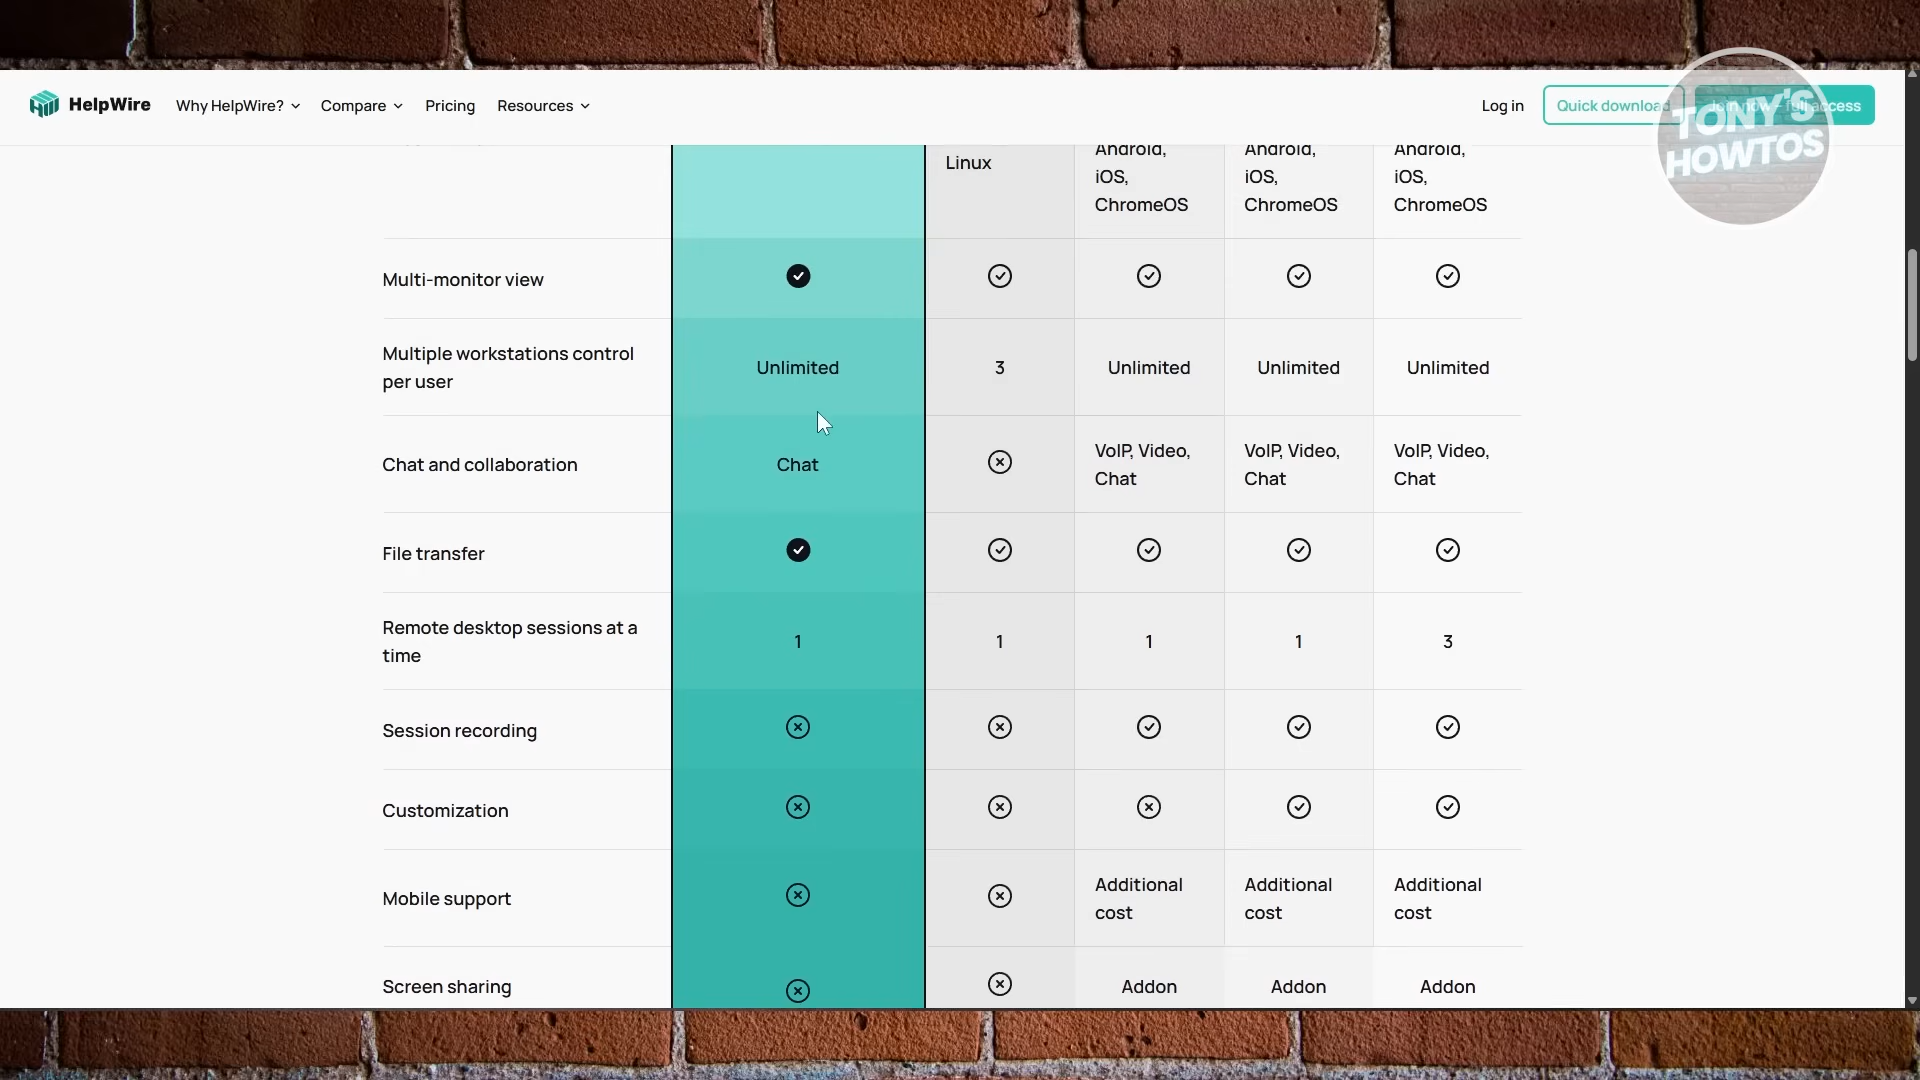 HelpWire Why HelpWire? Compare Pricing Resources Log in Quick download Join now – full access
TONY'S
HOWTOS
Linux
Android, Android, Android,
iOS, iOS, iOS,
ChromeOS ChromeOS ChromeOS
Multi-monitor view
Multiple workstations control
per user
Unlimited 3 Unlimited Unlimited Unlimited
Chat and collaboration Chat
VoIP, Video, VoIP, Video, VoIP, Video,
Chat Chat Chat
File transfer
Remote desktop sessions at a
time
1 1 1 1 3
Session recording
Customization
Mobile support
Additional Additional Additional
cost cost cost
Screen sharing Addon Addon Addon